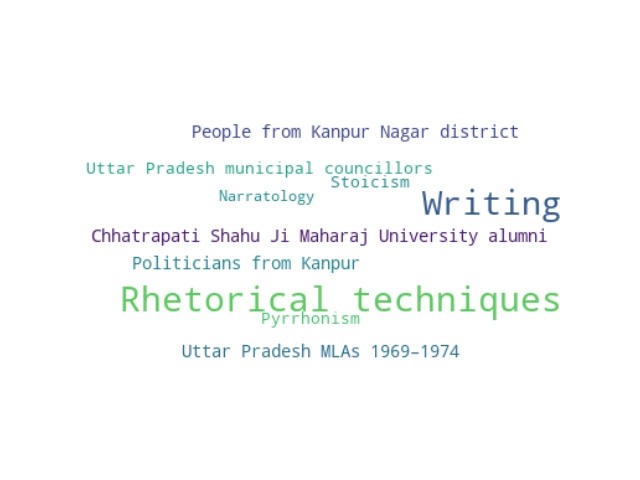 People from Kanpur Nagar district
Uttar Pradesh municipal councillors
Stoicism
Narratology
Writing
Chhatrapati Shahu Ji Maharaj University alumni
Politicians from Kanpur
Rhetorical techniques
Pyrrhonism
Uttar Pradesh MLAs 1969–1974